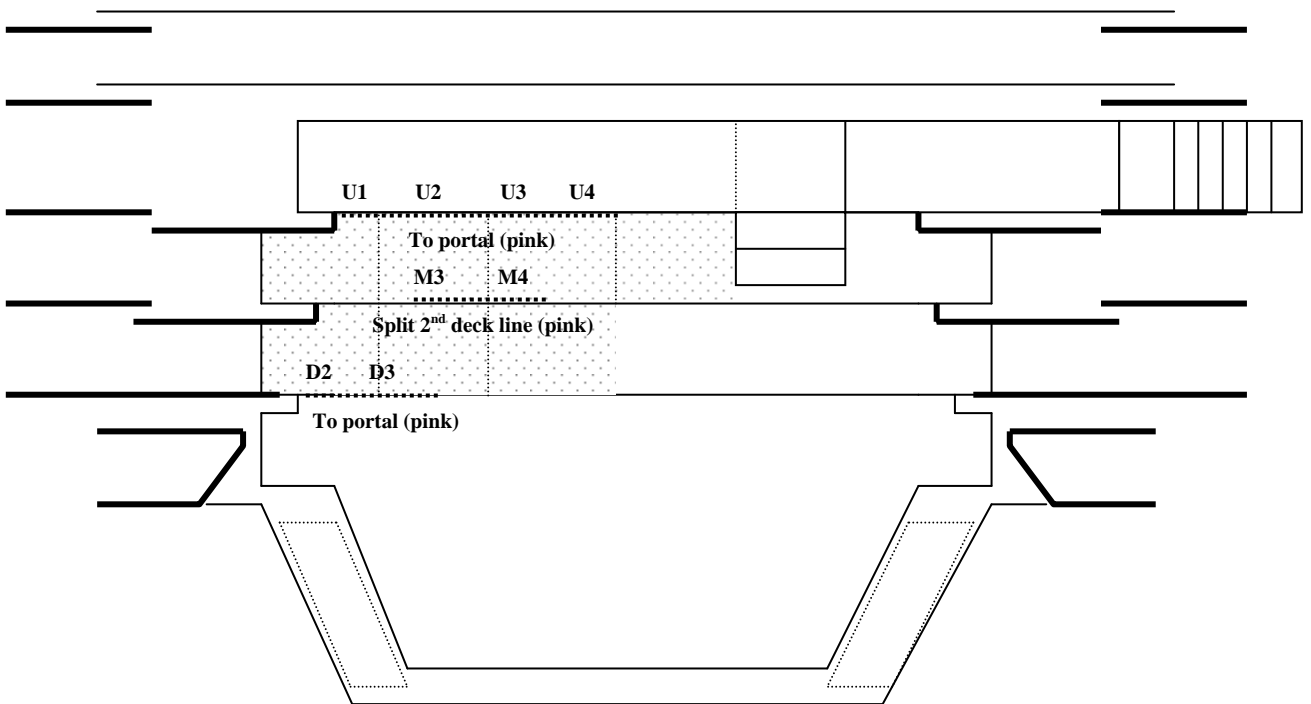 U1 U2 U3 U4
To portal (pink)
M3 M4
Split 2nd deck line (pink)
D2 D3
To portal (pink)